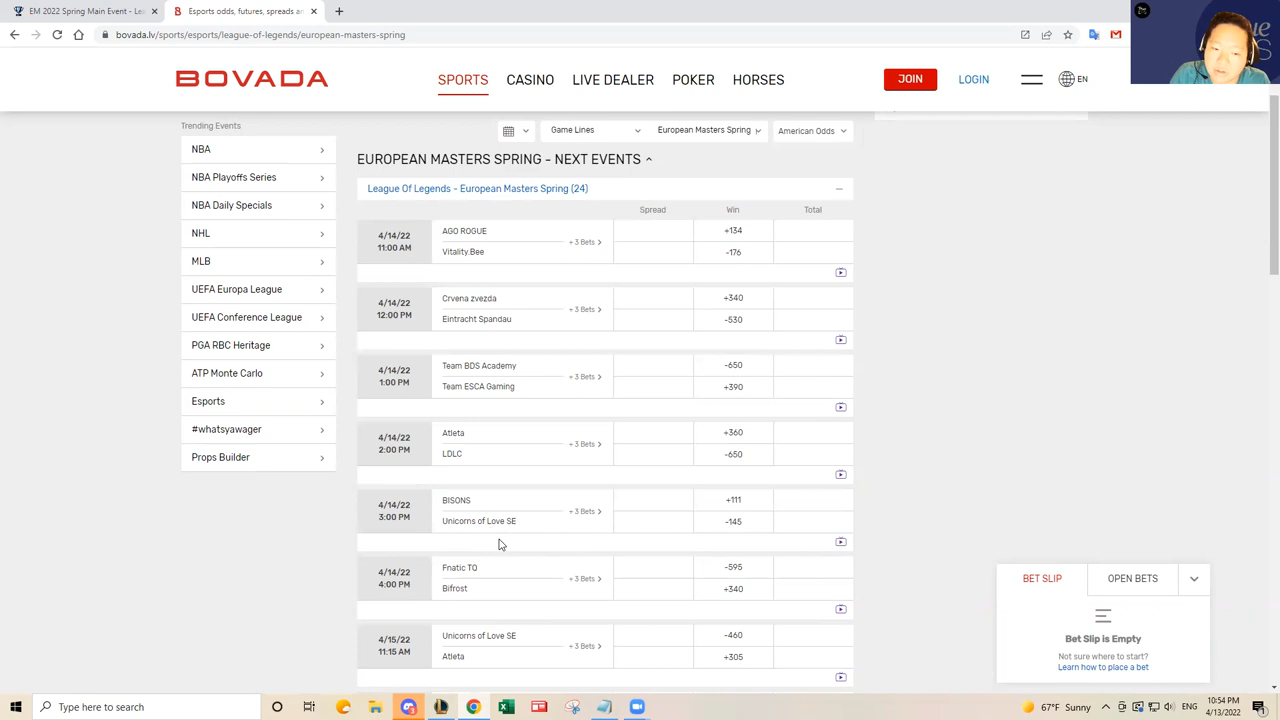 EM 2022 Spring Main Event - Le
Esports odds, futures, spreads a
bovada.lv/sports/esports/league-of-legends/european-masters-spring
BOVADA
SPORTS
CASINO
LIVE DEALER
POKER
HORSES
JOIN
LOGIN
EN
Trending Events
NBA
NBA Playoffs Series
NBA Daily Specials
NHL
MLB
UEFA Europa League
UEFA Conference League
PGA RBC Heritage
ATP Monte Carlo
Esports
#whatsyawager
Props Builder
Game Lines
European Masters Spring
American Odds
EUROPEAN MASTERS SPRING - NEXT EVENTS
League Of Legends - European Masters Spring (24)
Spread Win Total
4/14/22 11:00 AM
AGO ROGUE +134
Vitality.Bee -176
+ 3 Bets
4/14/22 12:00 PM
Crvena zvezda +340
Eintracht Spandau -530
+ 3 Bets
4/14/22 1:00 PM
Team BDS Academy -650
Team ESCA Gaming +390
+ 3 Bets
4/14/22 2:00 PM
Atleta +360
LDLC -650
+ 3 Bets
4/14/22 3:00 PM
BISONS +111
Unicorns of Love SE -145
+ 3 Bets
4/14/22 4:00 PM
Fnatic TQ -595
Bifrost +340
+ 3 Bets
4/15/22 11:15 AM
Unicorns of Love SE -460
Atleta +305
+ 3 Bets
BET SLIP
OPEN BETS
Bet Slip is Empty
Not sure where to start?
Learn how to place a bet
Type here to search
67°F Sunny
10:54 PM
4/13/2022